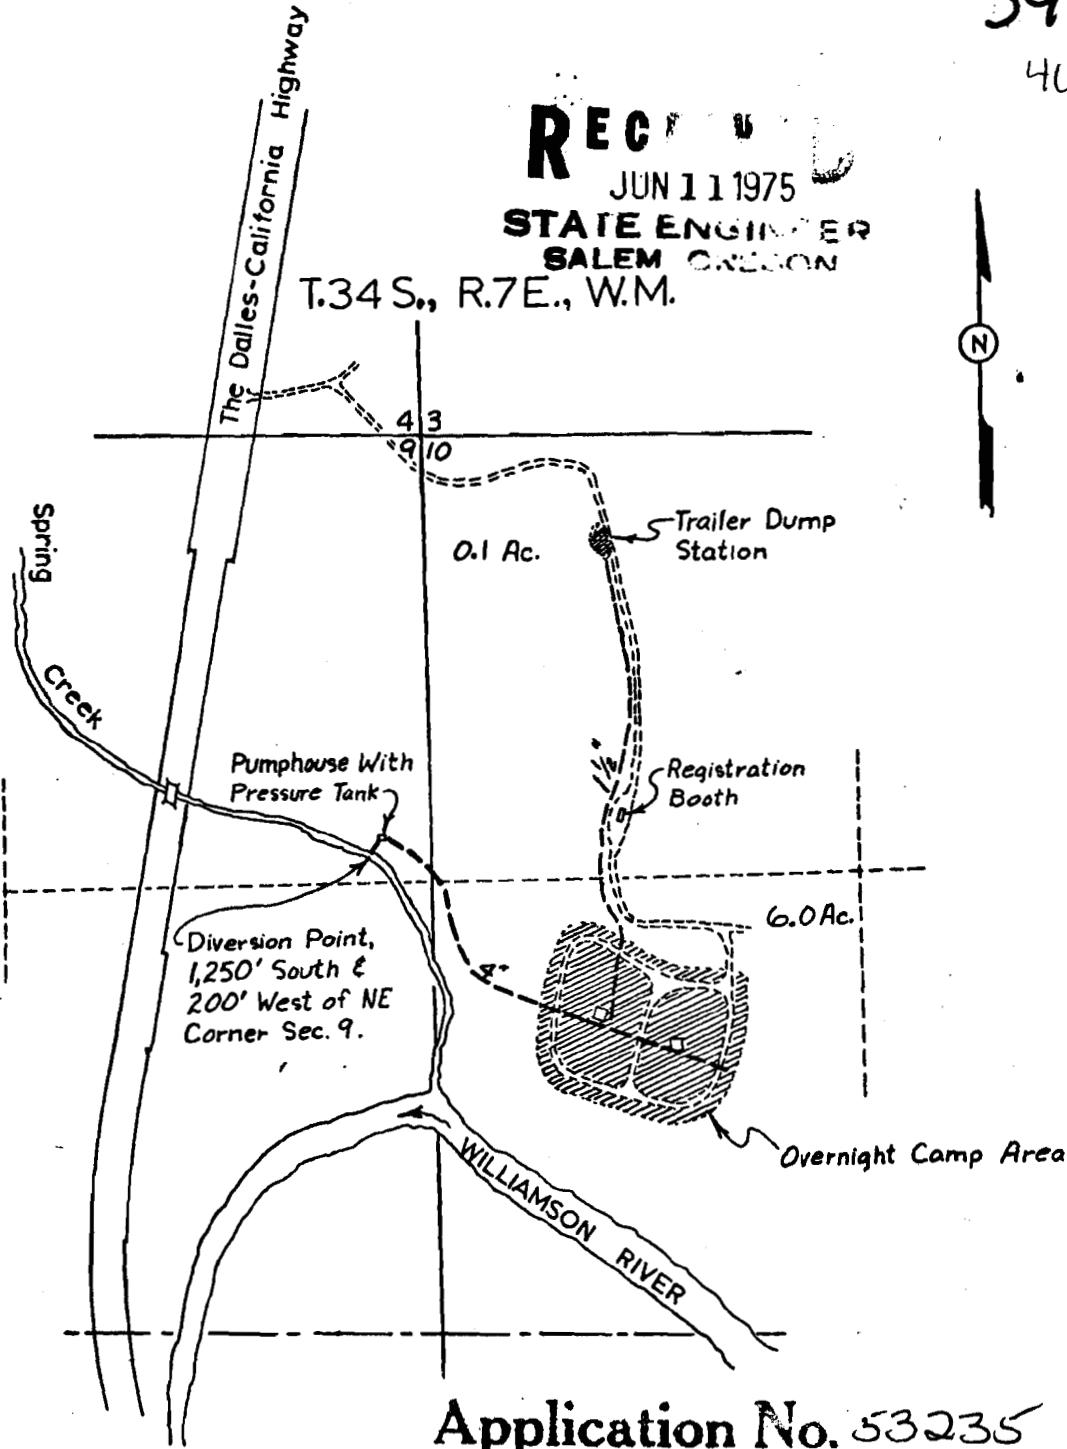 The Dalles-California Highway
JUN 11 1975
STATE ENGINEER
SALEM OREGON
T.34 S., R.7E., W.M.
N
4 3
9 10
Spring
Creek
0.1 Ac.
Trailer Dump
Station
Pumphouse With
Pressure Tank
Registration
Booth
6.0 Ac.
Diversion Point,
1,250' South &
200' West of NE
Corner Sec. 9.
4"
Overnight Camp Area
WILLIAMSON RIVER
Application No. 53235